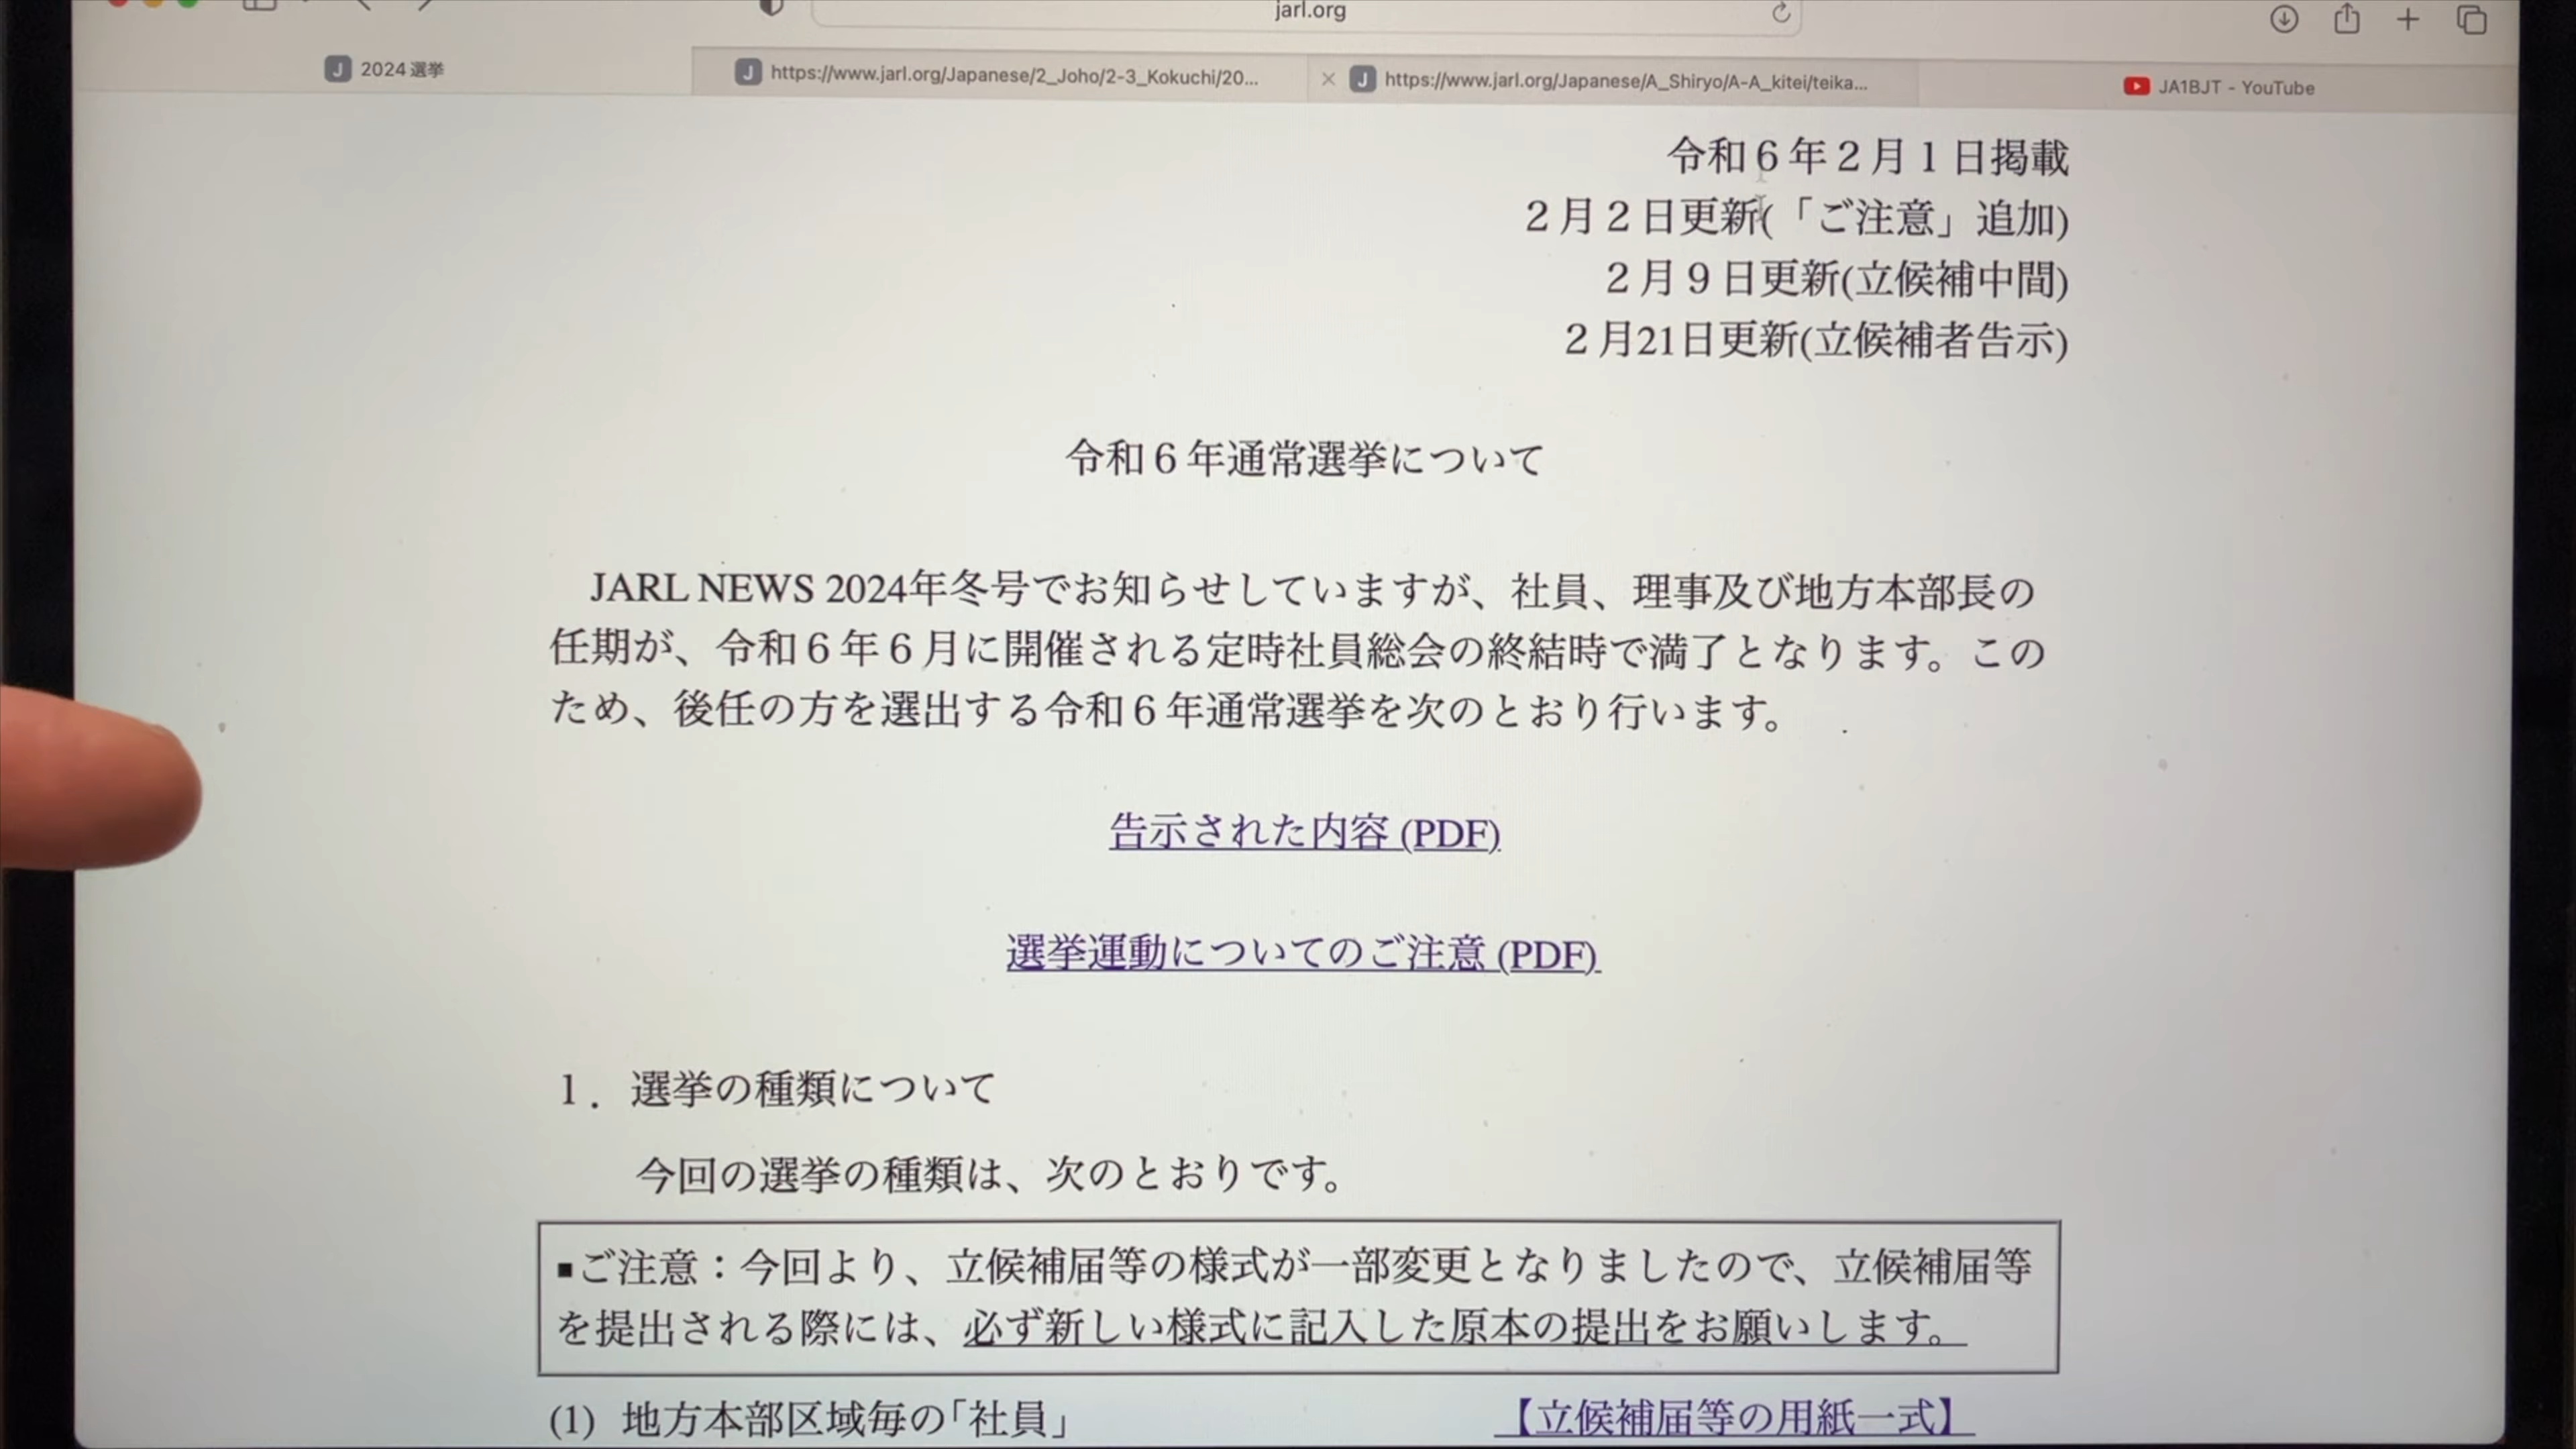 jarl.org
2024 選挙
https://www.jarl.org/Japanese/2_Joho/2-3_Kokuchi/20...
https://www.jarl.org/Japanese/A_Shiryo/A-A_kitei/teika...
JA1BJT - YouTube
令和６年２月１日掲載
２月２日更新(「ご注意」追加)
２月９日更新(立候補中間)
２月21日更新(立候補者告示)
令和６年通常選挙について
JARL NEWS 2024年冬号でお知らせしていますが、社員、理事及び地方本部長の
任期が、令和６年６月に開催される定時社員総会の終結時で満了となります。この
ため、後任の方を選出する令和６年通常選挙を次のとおり行います。
告示された内容 (PDF)
選挙運動についてのご注意 (PDF)
１．選挙の種類について
今回の選挙の種類は、次のとおりです。
■ご注意：今回より、立候補届等の様式が一部変更となりましたので、立候補届等
を提出される際には、必ず新しい様式に記入した原本の提出をお願いします。
(1) 地方本部区域毎の「社員」
【立候補届等の用紙一式】